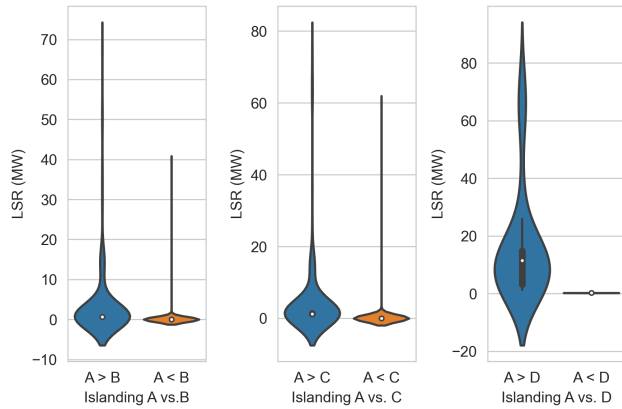 LSR (MW)
70
60
50
40
30
20
10
0
−10
A > B A < B
Islanding A vs.B
LSR (MW)
80
60
40
20
0
A > C A < C
Islanding A vs. C
LSR (MW)
80
60
40
20
0
−20
A > D A < D
Islanding A vs. D